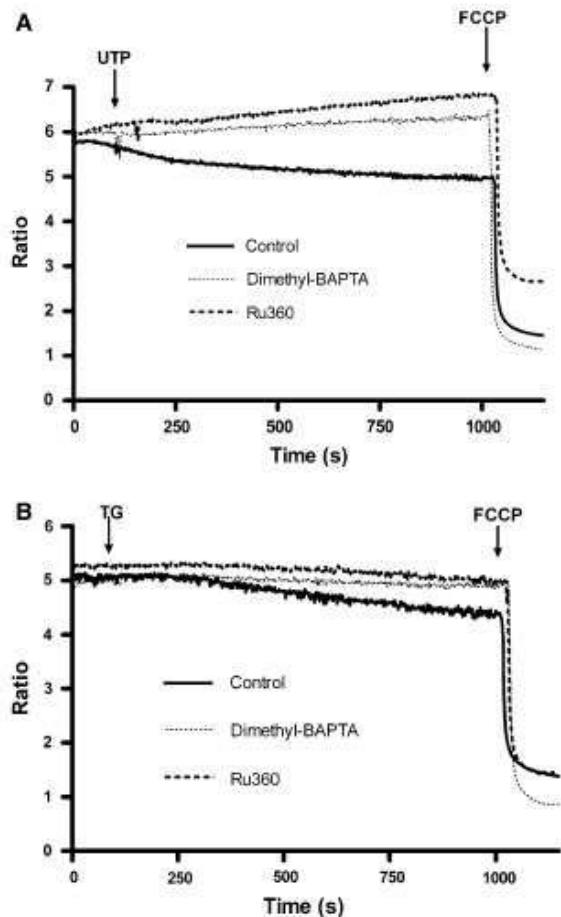 A
FCCP
UTP
7
6
5
4
3
2
1
0
Ratio
Control
Dimethyl-BAPTA
Ru360
0 250 500 750 1000
Time (s)
B
TG
FCCP
6
5
4
3
2
1
0
Ratio
Control
Dimethyl-BAPTA
Ru360
0 250 500 750 1000
Time (s)